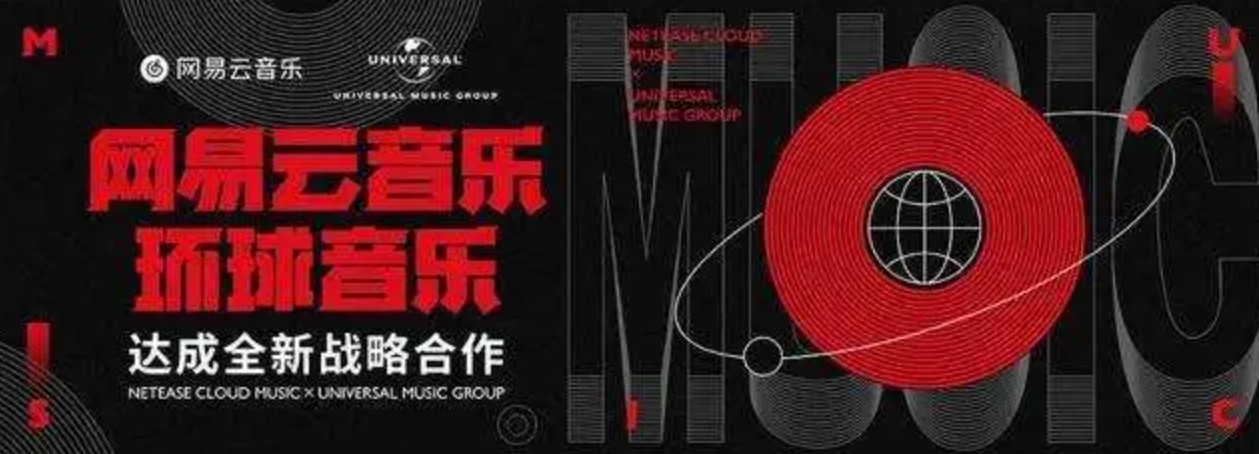 M
网易云音乐
UNIVERSAL
UNIVERSAL MUSIC GROUP
网易云音乐
环球音乐
达成全新战略合作
NETEASE CLOUD MUSIC × UNIVERSAL MUSIC GROUP
S
NETEASE CLOUD
MUSIC
×
UNIVERSAL
MUSIC GROUP
MUSIC
U
I
C